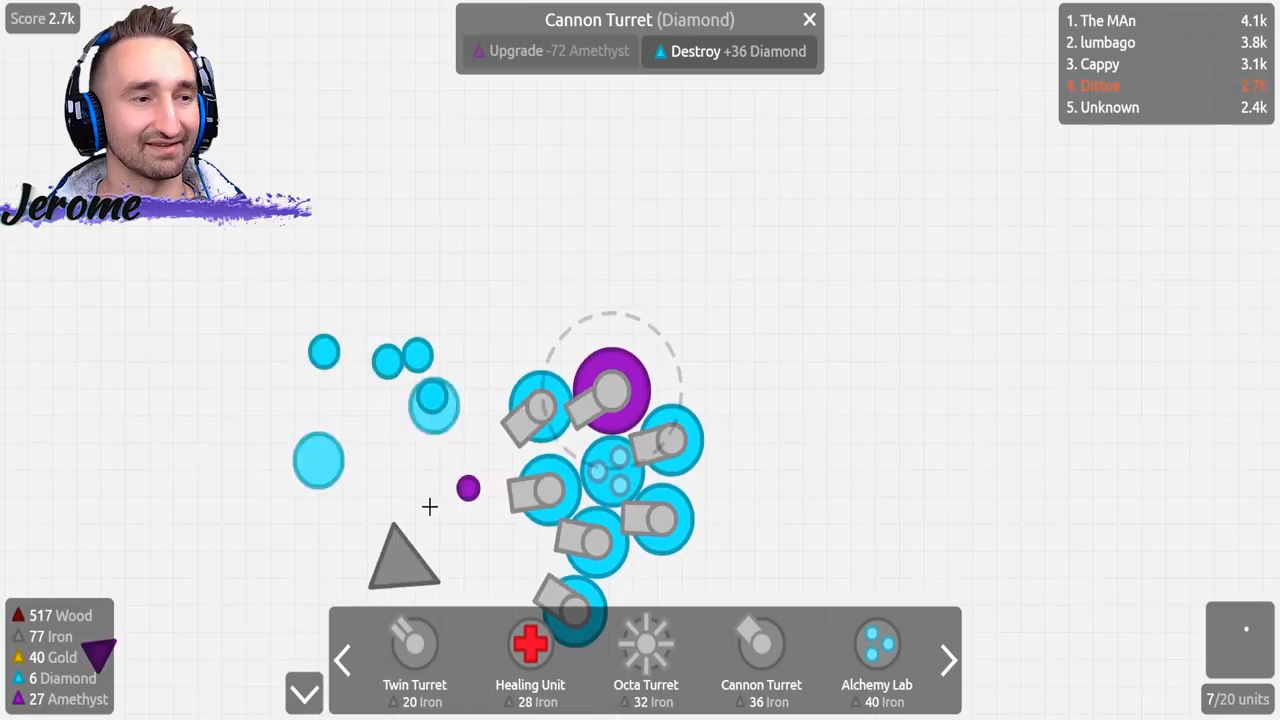 Score 2.7k
Cannon Turret (Diamond)
Upgrade -72 Amethyst
Destroy +36 Diamond
1. The MAn 4.1k
2. lumbago 3.8k
3. Cappy 3.1k
4. Dittoe 2.7k
5. Unknown 2.4k
Jerome
517 Wood
77 Iron
40 Gold
6 Diamond
27 Amethyst
Twin Turret
20 Iron
Healing Unit
28 Iron
Octa Turret
32 Iron
Cannon Turret
36 Iron
Alchemy Lab
40 Iron
7/20 units